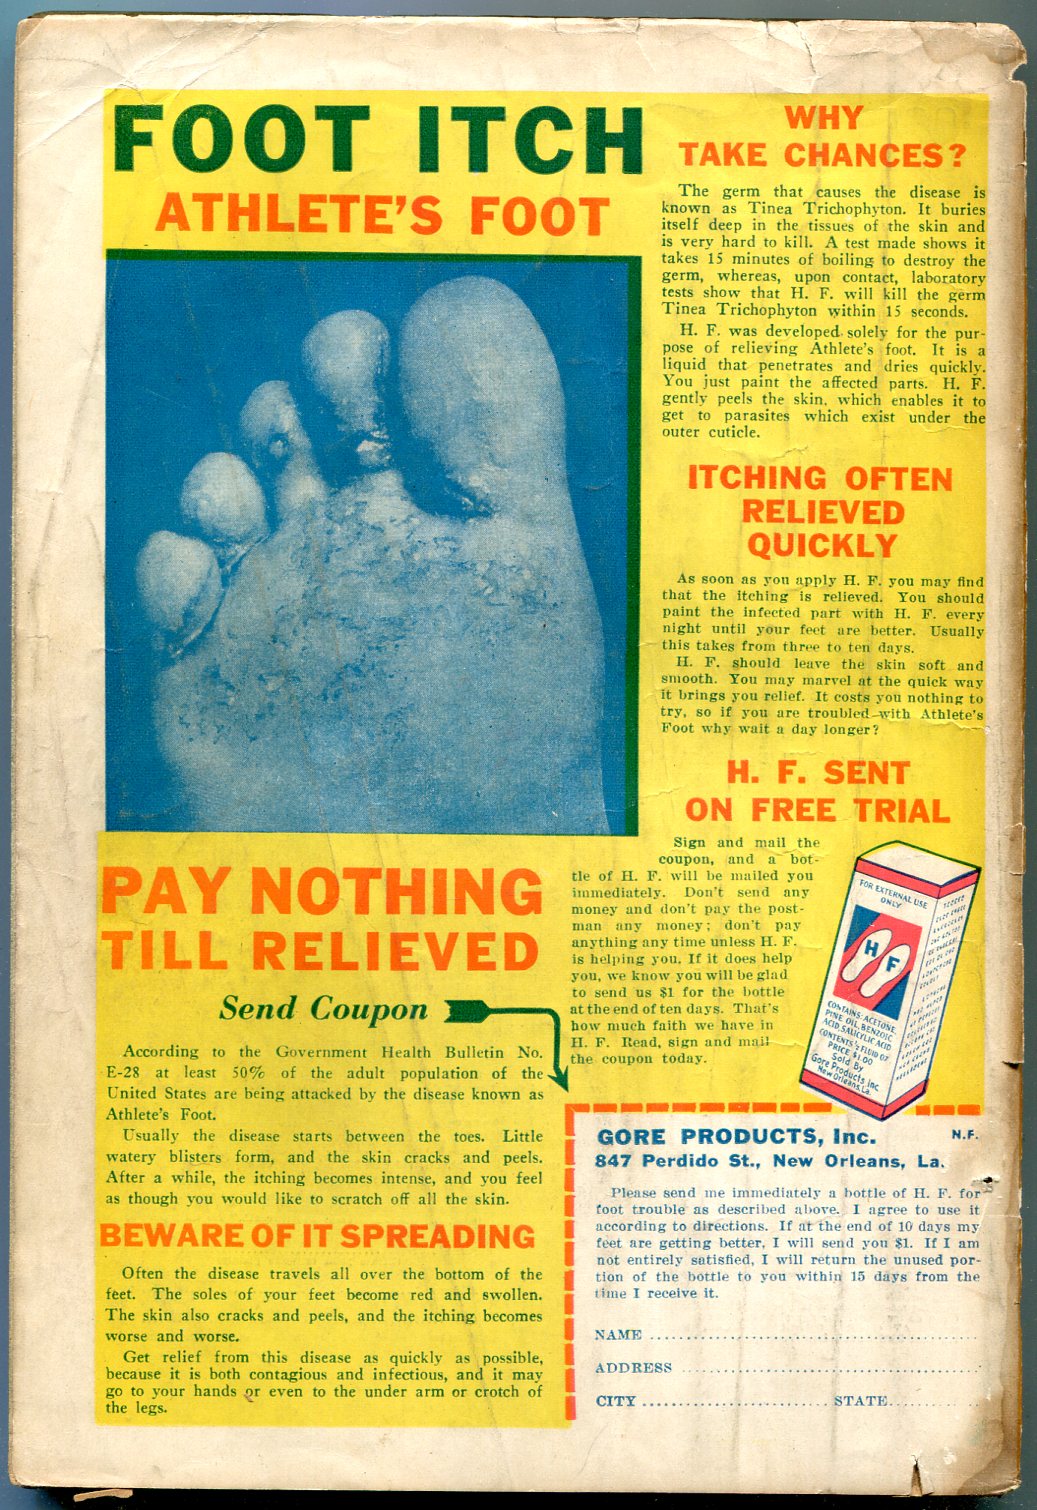 FOOT ITCH
ATHLETE'S FOOT
PAY NOTHING
TILL RELIEVED
Send Coupon
According to the Government Health Bulletin No.
E-28 at least 50% of the adult population of the
United States are being attacked by the disease known as
Athlete's Foot.
Usually the disease starts between the toes. Little
watery blisters form, and the skin cracks and peels.
After a while, the itching becomes intense, and you feel
as though you would like to scratch off all the skin.
BEWARE OF IT SPREADING
Often the disease travels all over the bottom of the
feet. The soles of your feet become red and swollen.
The skin also cracks and peels, and the itching becomes
worse and worse.
Get relief from this disease as quickly as possible,
because it is both contagious and infectious, and it may
go to your hands or even to the under arm or crotch of
the legs.
WHY
TAKE CHANCES?
The germ that causes the disease is
known as Tinea Trichophyton. It buries
itself deep in the tissues of the skin and
is very hard to kill. A test made shows it
takes 15 minutes of boiling to destroy the
germ, whereas, upon contact, laboratory
tests show that H. F. will kill the germ
Tinea Trichophyton within 15 seconds.
H. F. was developed solely for the pur-
pose of relieving Athlete's foot. It is a
liquid that penetrates and dries quickly.
You just paint the affected parts. H. F.
gently peels the skin, which enables it to
get to parasites which exist under the
outer cuticle.
ITCHING OFTEN
RELIEVED
QUICKLY
As soon as you apply H. F. you may find
that the itching is relieved. You should
paint the infected part with H. F. every
night until your feet are better. Usually
this takes from three to ten days.
H. F. should leave the skin soft and
smooth. You may marvel at the quick way
it brings you relief. It costs you nothing to
try, so if you are troubled with Athlete's
Foot why wait a day longer?
H. F. SENT
ON FREE TRIAL
Sign and mail the
coupon, and a bot-
tle of H. F. will be mailed you
immediately. Don't send any
money and don't pay the post-
man any money; don't pay
anything any time unless H. F.
is helping you. If it does help
you, we know you will be glad
to send us $1 for the bottle
at the end of ten days. That's
how much faith we have in
H. F. Read, sign and mail
the coupon today.
FOR EXTERNAL USE
ONLY
H F
CONTAINS-ACETONE
PINE OIL, BENZOIC
ACID SALICYLIC ACID
CONTENTS ½ FLUID OZ
PRICE $1.00
Sold By
Gore Products Inc
New Orleans, La.
GORE PRODUCTS, Inc. N.F.
847 Perdido St., New Orleans, La.
Please send me immediately a bottle of H. F. for
foot trouble as described above. I agree to use it
according to directions. If at the end of 10 days my
feet are getting better, I will send you $1. If I am
not entirely satisfied, I will return the unused por-
tion of the bottle to you within 15 days from the
time I receive it.
NAME
ADDRESS
CITY STATE